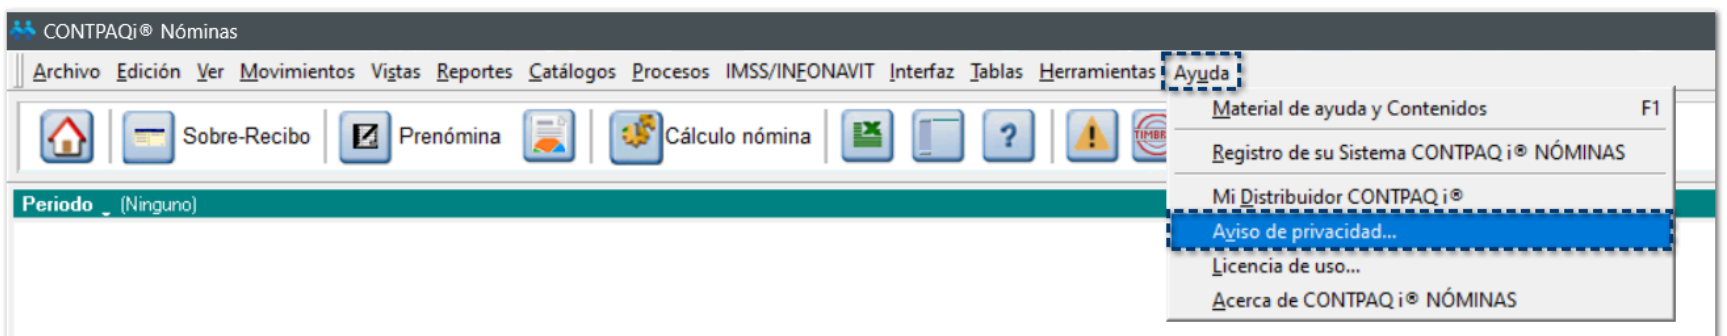 CONTPAQi® Nóminas
Archivo Edición Ver Movimientos Vistas Reportes Catálogos Procesos IMSS/INFONAVIT Interfaz Tablas Herramientas Ayuda
Sobre-Recibo Prenómina Cálculo nómina ? TIMBR
Periodo (Ninguno)
Material de ayuda y Contenidos F1
Registro de su Sistema CONTPAQ i® NÓMINAS
Mi Distribuidor CONTPAQ i®
Aviso de privacidad...
Licencia de uso...
Acerca de CONTPAQ i® NÓMINAS